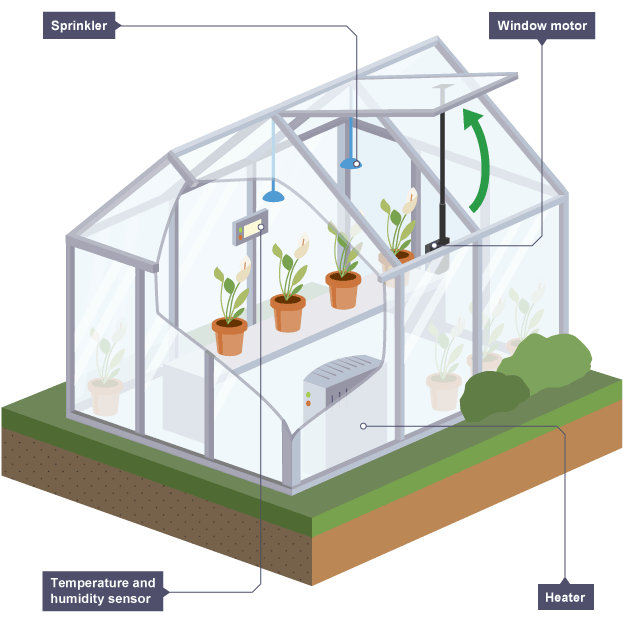 Sprinkler
Window motor
Temperature and
humidity sensor
Heater